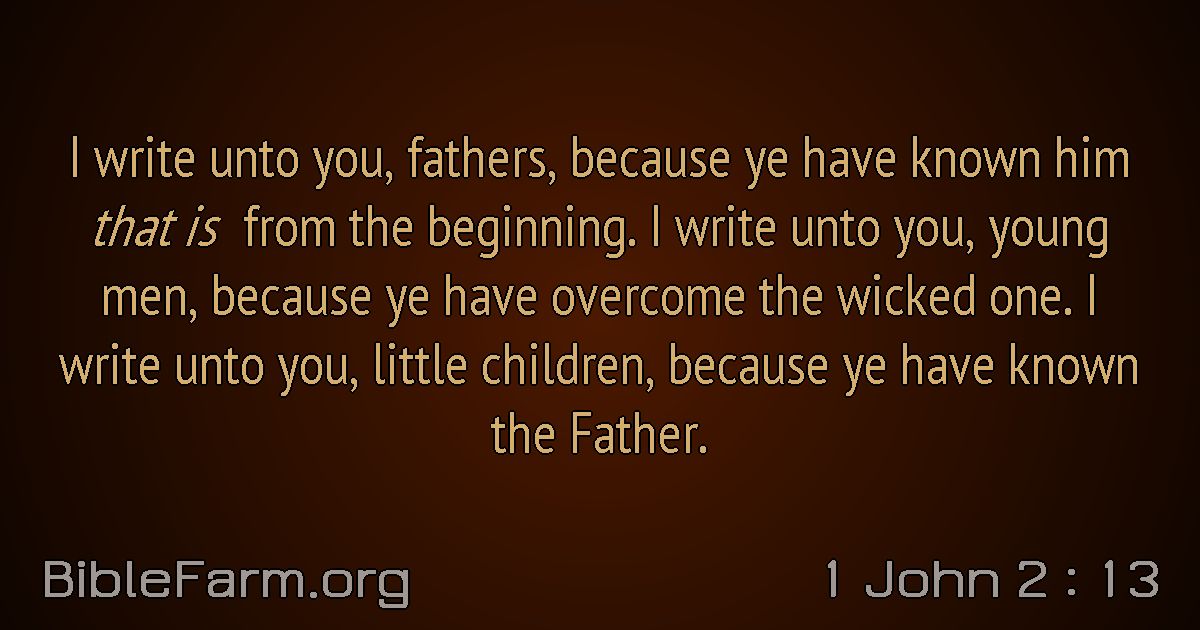 I write unto you, fathers, because ye have known him
that is from the beginning. I write unto you, young
men, because ye have overcome the wicked one. I
write unto you, little children, because ye have known
the Father.
BibleFarm.org
1 John 2 : 13